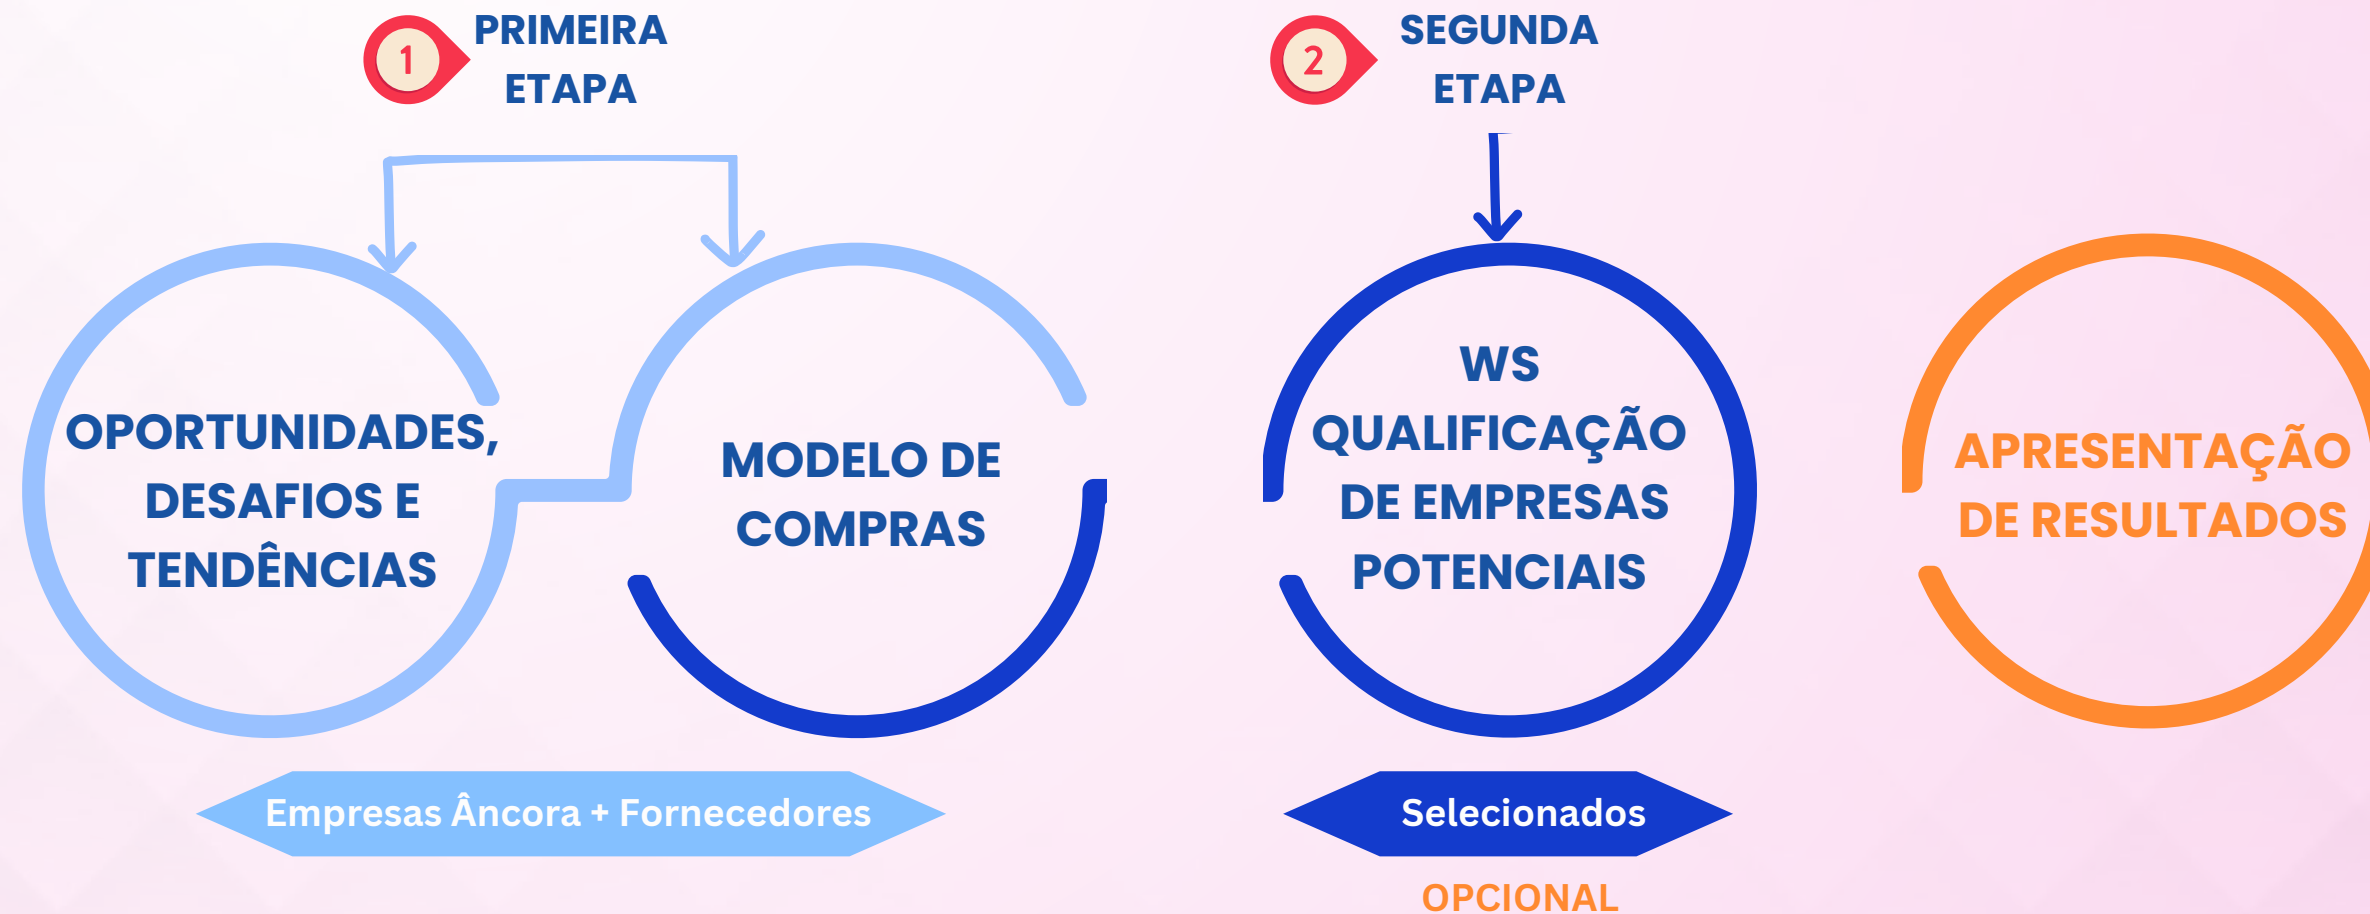 1
PRIMEIRA
ETAPA
2
SEGUNDA
ETAPA
OPORTUNIDADES,
DESAFIOS E
TENDÊNCIAS
MODELO DE
COMPRAS
WS
QUALIFICAÇÃO
DE EMPRESAS
POTENCIAIS
APRESENTAÇÃO
DE RESULTADOS
Empresas Âncora + Fornecedores
Selecionados
OPCIONAL